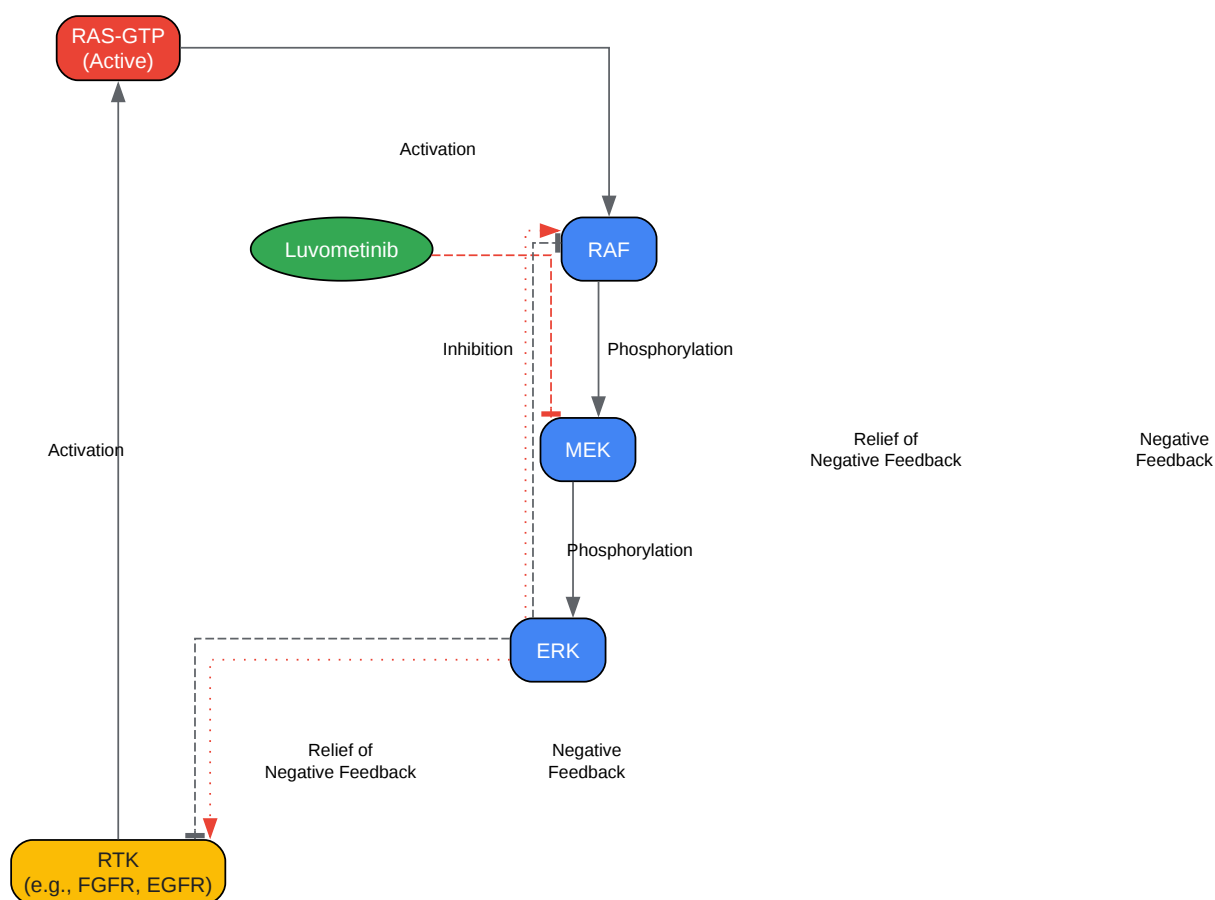 RAS-GTP
(Active)
Activation
Luvometinib
RAF
Inhibition
Phosphorylation
Activation
MEK
Relief of
Negative Feedback
Negative
Feedback
Phosphorylation
ERK
Relief of
Negative Feedback
Negative
Feedback
RTK
(e.g., FGFR, EGFR)